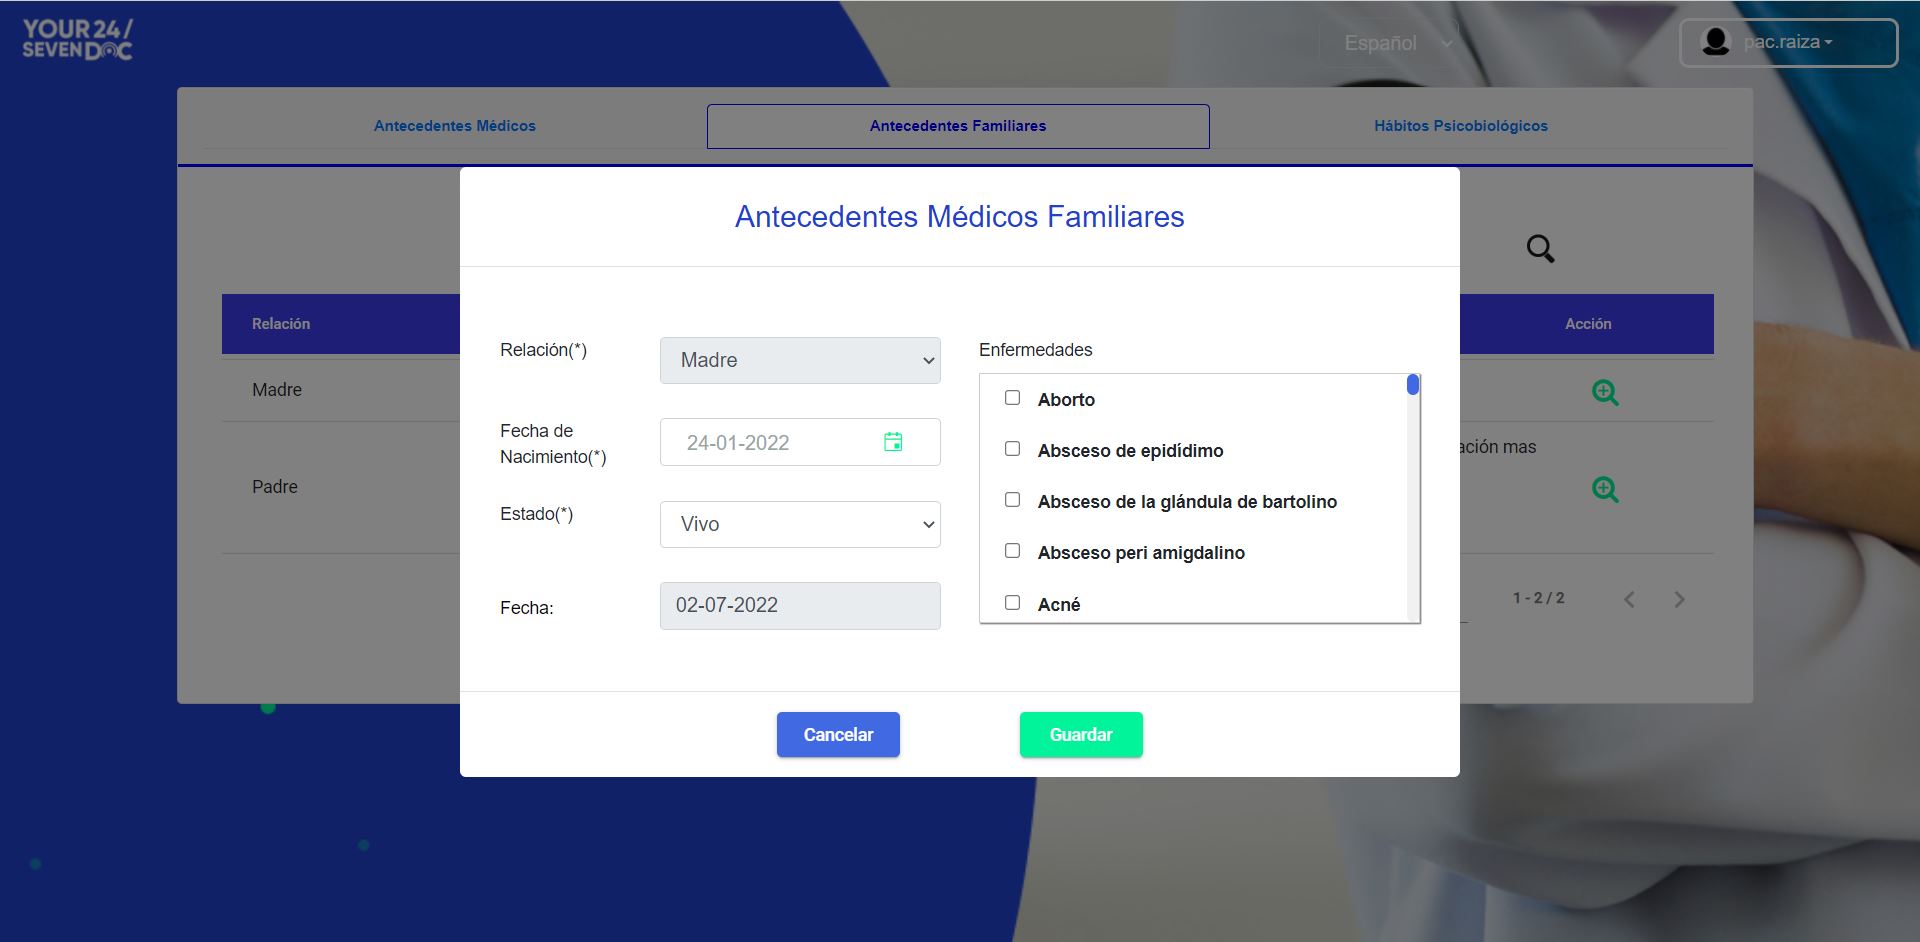 YOUR 24/
SEVEN DOC
Español
pac.raiza
Antecedentes Médicos
Antecedentes Familiares
Hábitos Psicobiológicos
Antecedentes Médicos Familiares
Relación
Acción
Madre
Padre
ación mas
1 - 2 / 2
Relación(*)
Madre
Fecha de
Nacimiento(*)
24-01-2022
Estado(*)
Vivo
Fecha:
02-07-2022
Enfermedades
Aborto
Absceso de epidídimo
Absceso de la glándula de bartolino
Absceso peri amigdalino
Acné
Cancelar
Guardar